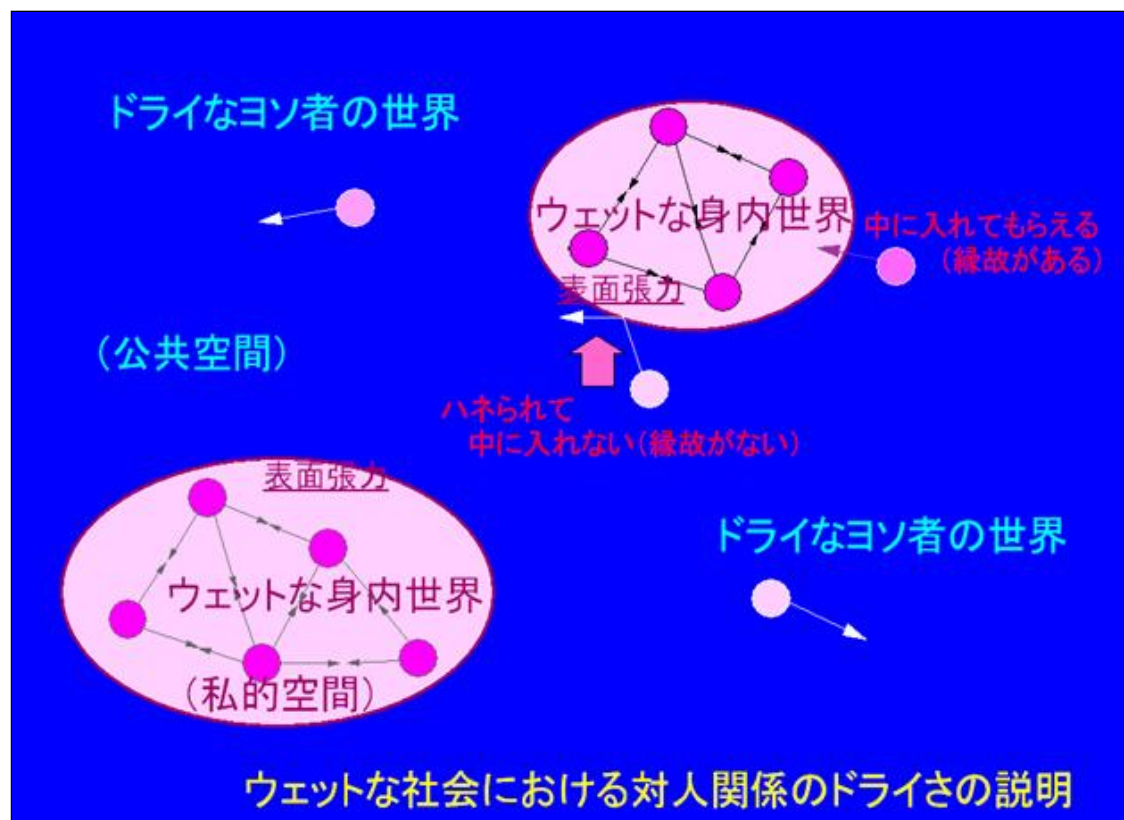 ドライなヨソ者の世界
ウェットな身内世界
中に入れてもらえる
（縁故がある）
表面張力
（公共空間）
ハネられて
中に入れない（縁故がない）
表面張力
ドライなヨソ者の世界
ウェットな身内世界
（私的空間）
ウェットな社会における対人関係のドライさの説明